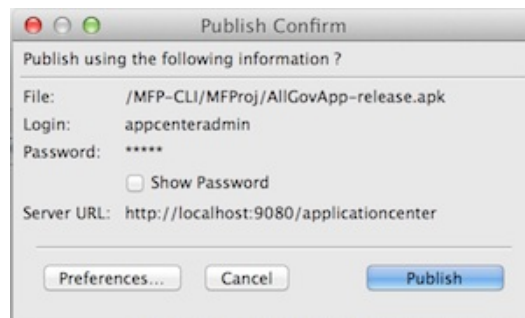 Publish Confirm
Publish using the following information ?
File: /MFP-CLI/MFProj/AllGovApp-release.apk
Login: appcenteradmin
Password: *****
Show Password
Server URL: http://localhost:9080/applicationcenter
Preferences... Cancel Publish